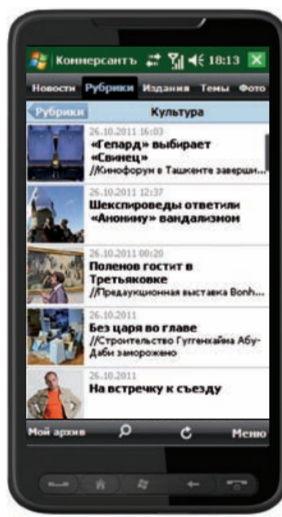 Коммерсантъ 18:13
Новости Рубрики Издания Темы Фото
Рубрики Культура
26.10.2011 16:03
«Гепард» выбирает
«Свинец»
//Кинофорум в Ташкенте заверши...
26.10.2011 12:37
Шекспироведы ответили
«Анониму» вандализмом
26.10.2011 00:20
Поленов гостит в
Третьяковке
//Предаукционная выставка Bonh...
26.10.2011
Без царя во главе
//Строительство Гуггенхайма Абу-
Даби заморожено
26.10.2011
На встречку к съезду
Мой архив Меню